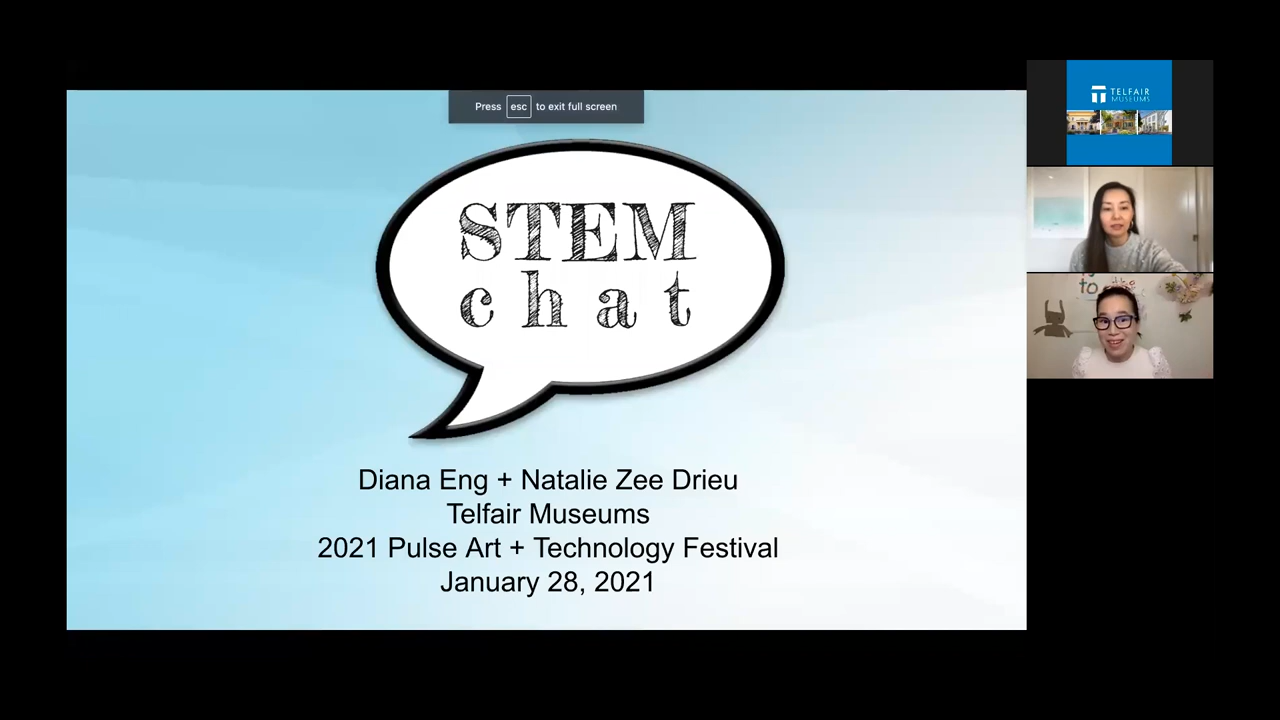 Press esc to exit full screen
STEM
chat
Diana Eng + Natalie Zee Drieu
Telfair Museums
2021 Pulse Art + Technology Festival
January 28, 2021
TELFAIR
MUSEUMS
to